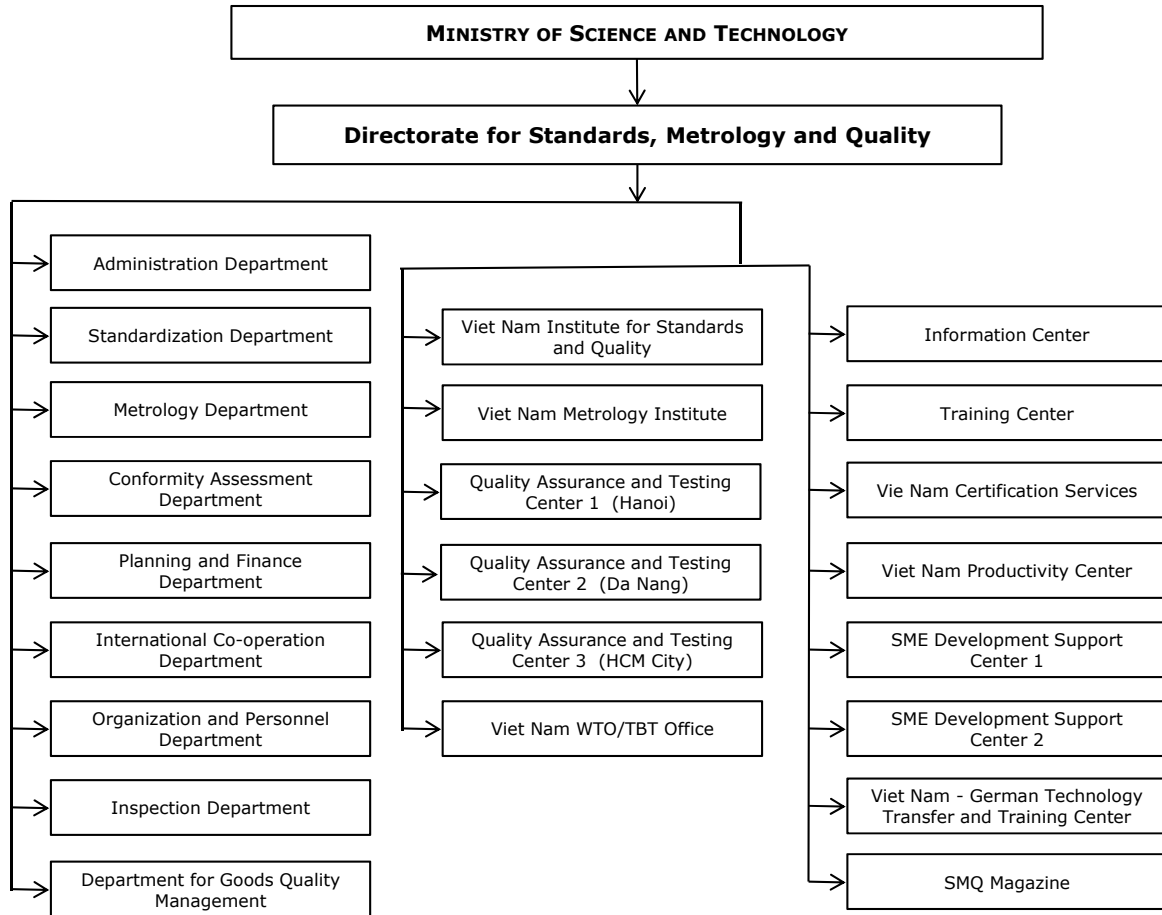 MINISTRY OF SCIENCE AND TECHNOLOGY
Directorate for Standards, Metrology and Quality
Administration Department
Standardization Department
Metrology Department
Conformity Assessment
Department
Planning and Finance
Department
International Co-operation
Department
Organization and Personnel
Department
Inspection Department
Department for Goods Quality
Management
Viet Nam Institute for Standards
and Quality
Viet Nam Metrology Institute
Quality Assurance and Testing
Center 1 (Hanoi)
Quality Assurance and Testing
Center 2 (Da Nang)
Quality Assurance and Testing
Center 3 (HCM City)
Viet Nam WTO/TBT Office
Information Center
Training Center
Vie Nam Certification Services
Viet Nam Productivity Center
SME Development Support
Center 1
SME Development Support
Center 2
Viet Nam - German Technology
Transfer and Training Center
SMQ Magazine